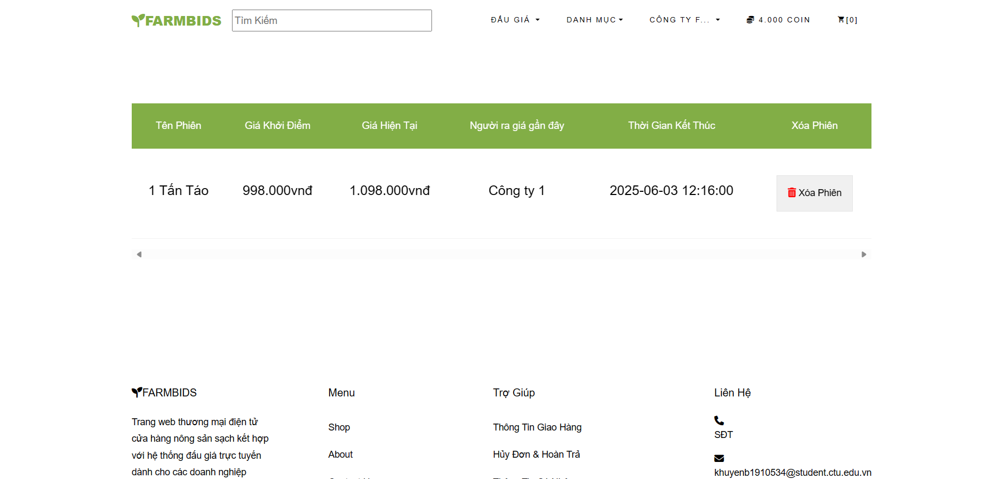 FARMBIDS
Tìm Kiếm
ĐẤU GIÁ
DANH MỤC
CÔNG TY F...
4.000 COIN
[0]
Tên Phiên
Giá Khởi Điểm
Giá Hiện Tại
Người ra giá gần đây
Thời Gian Kết Thúc
Xóa Phiên
1 Tấn Táo
998.000vnđ
1.098.000vnđ
Công ty 1
2025-06-03 12:16:00
Xóa Phiên
FARMBIDS
Trang web thương mại điện tử
cửa hàng nông sản sạch kết hợp
với hệ thống đấu giá trực tuyến
dành cho các doanh nghiệp
Menu
Shop
About
Trợ Giúp
Thông Tin Giao Hàng
Hủy Đơn & Hoàn Trả
Liên Hệ
SĐT
khuyenb1910534@student.ctu.edu.vn